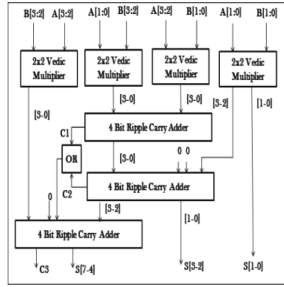 B[3:2] A[3:2] A[1:0] B[3:2] A[3:2] B[1:0] A[1:0] B[1:0]
2x2 Vedic Multiplier 2x2 Vedic Multiplier 2x2 Vedic Multiplier 2x2 Vedic Multiplier
[3-0] [3-0] [3-0] [3-2] [1-0]
4 Bit Ripple Carry Adder
C1
OR [3-0] 0 0
4 Bit Ripple Carry Adder
C2
0 [3-2] [1-0]
4 Bit Ripple Carry Adder
C3 S[7-4] S[3-2] S[1-0]